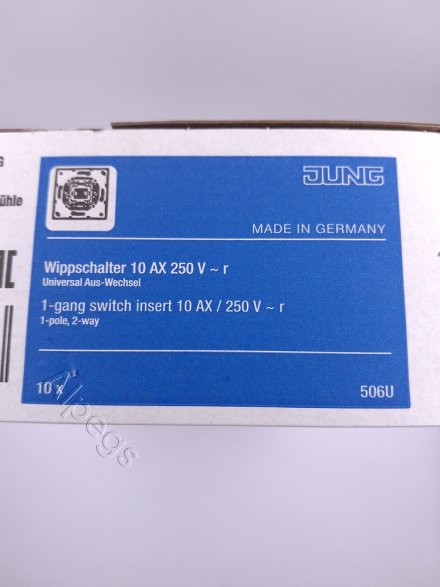 JUNG
MADE IN GERMANY
Wippschalter 10 AX 250 V ~ r
Universal Aus-Wechsel
1-gang switch insert 10 AX / 250 V ~ r
1-pole, 2-way
10 x
506U
Alpegs